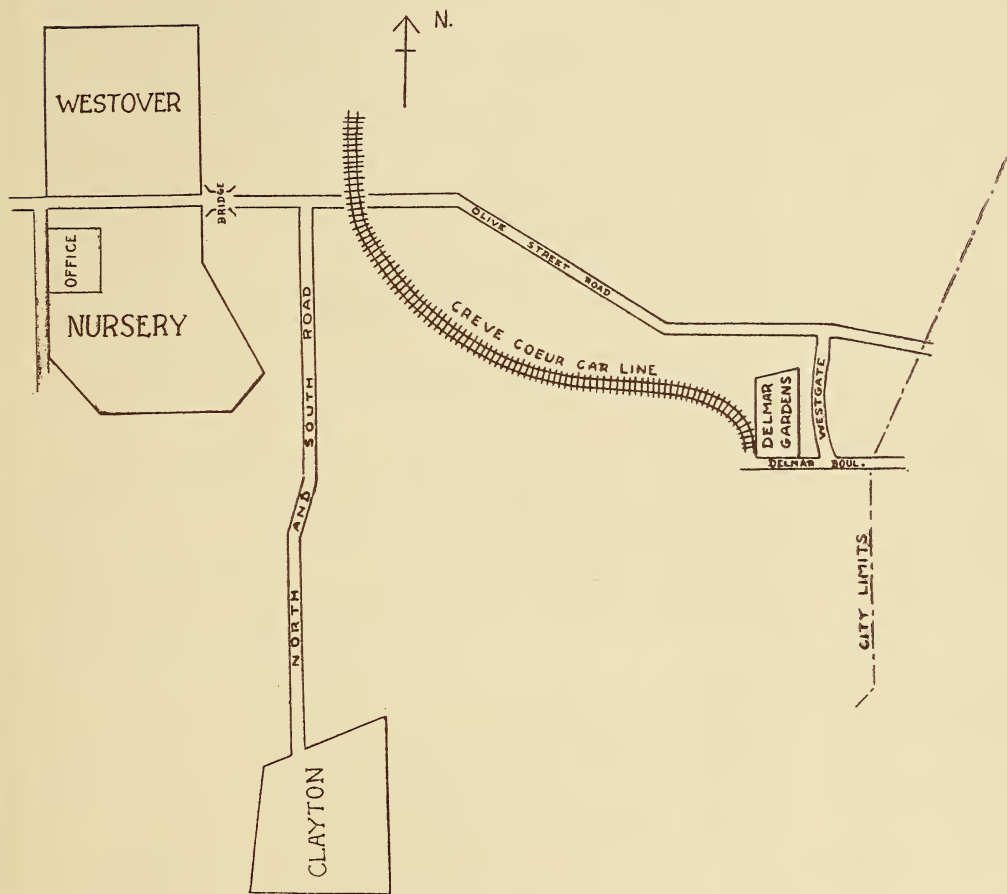 N.
WESTOVER
BRIDGE
OFFICE
NURSERY
OLIVE STREET ROAD
NORTH AND SOUTH ROAD
CREVE COEUR CAR LINE
DELMAR
GARDENS
WESTGATE
DELMAR BOUL.
CITY LIMITS
CLAYTON